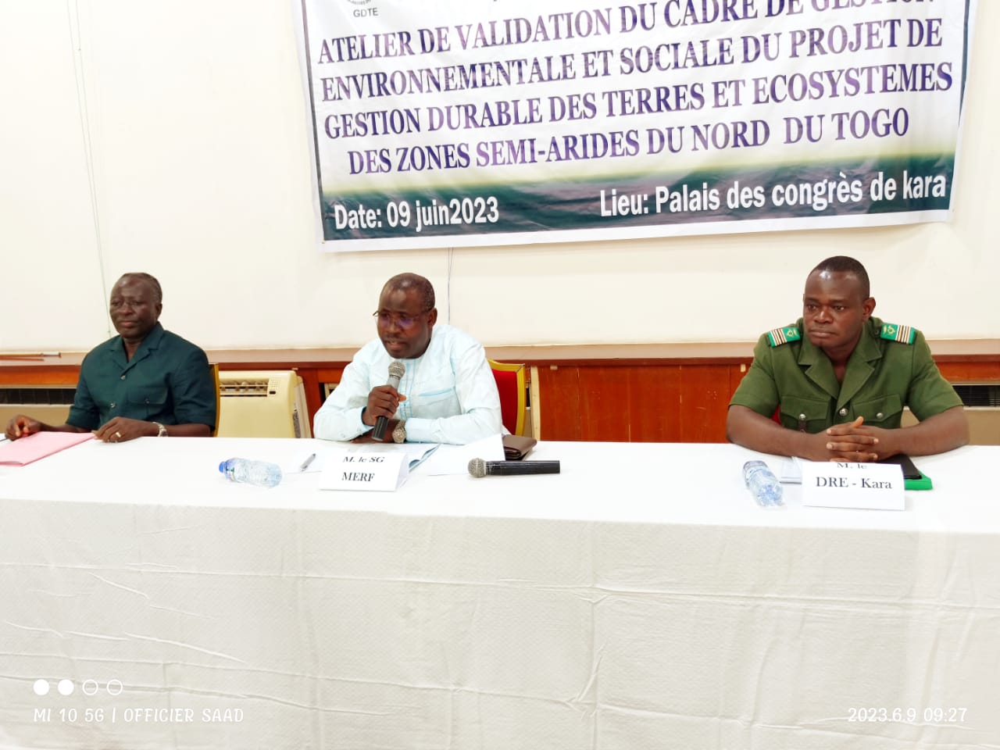 GDTE
ATELIER DE VALIDATION DU CADRE DE GESTION
ENVIRONNEMENTALE ET SOCIALE DU PROJET DE
GESTION DURABLE DES TERRES ET ECOSYSTEMES
DES ZONES SEMI-ARIDES DU NORD DU TOGO
Date: 09 juin2023
Lieu: Palais des congrès de kara
M. le SG
MERF
M. le
DRE - Kara
MI 10 5G | OFFICIER SAAD
2023.6.9 09:27